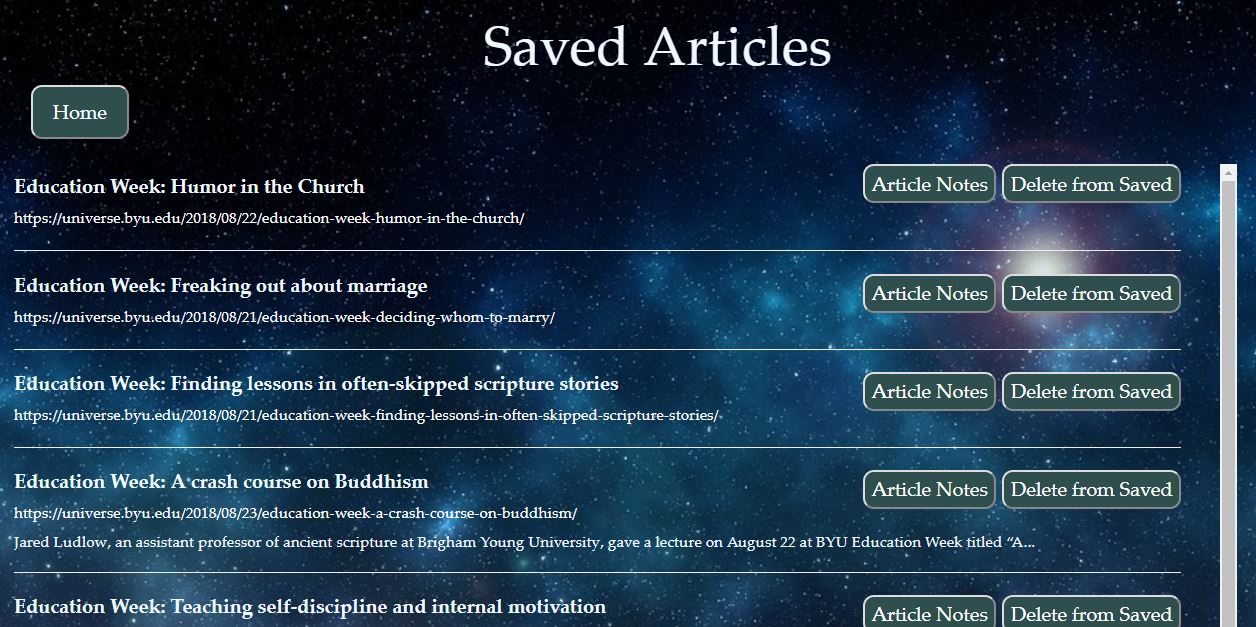 Saved Articles
Home
Education Week: Humor in the Church
Article Notes
Delete from Saved
https://universe.byu.edu/2018/08/22/education-week-humor-in-the-church/
Education Week: Freaking out about marriage
Article Notes
Delete from Saved
https://universe.byu.edu/2018/08/21/education-week-deciding-whom-to-marry/
Education Week: Finding lessons in often-skipped scripture stories
Article Notes
Delete from Saved
https://universe.byu.edu/2018/08/21/education-week-finding-lessons-in-often-skipped-scripture-stories/
Education Week: A crash course on Buddhism
Article Notes
Delete from Saved
https://universe.byu.edu/2018/08/23/education-week-a-crash-course-on-buddhism/
Jared Ludlow, an assistant professor of ancient scripture at Brigham Young University, gave a lecture on August 22 at BYU Education Week titled “A...
Education Week: Teaching self-discipline and internal motivation
Article Notes
Delete from Saved